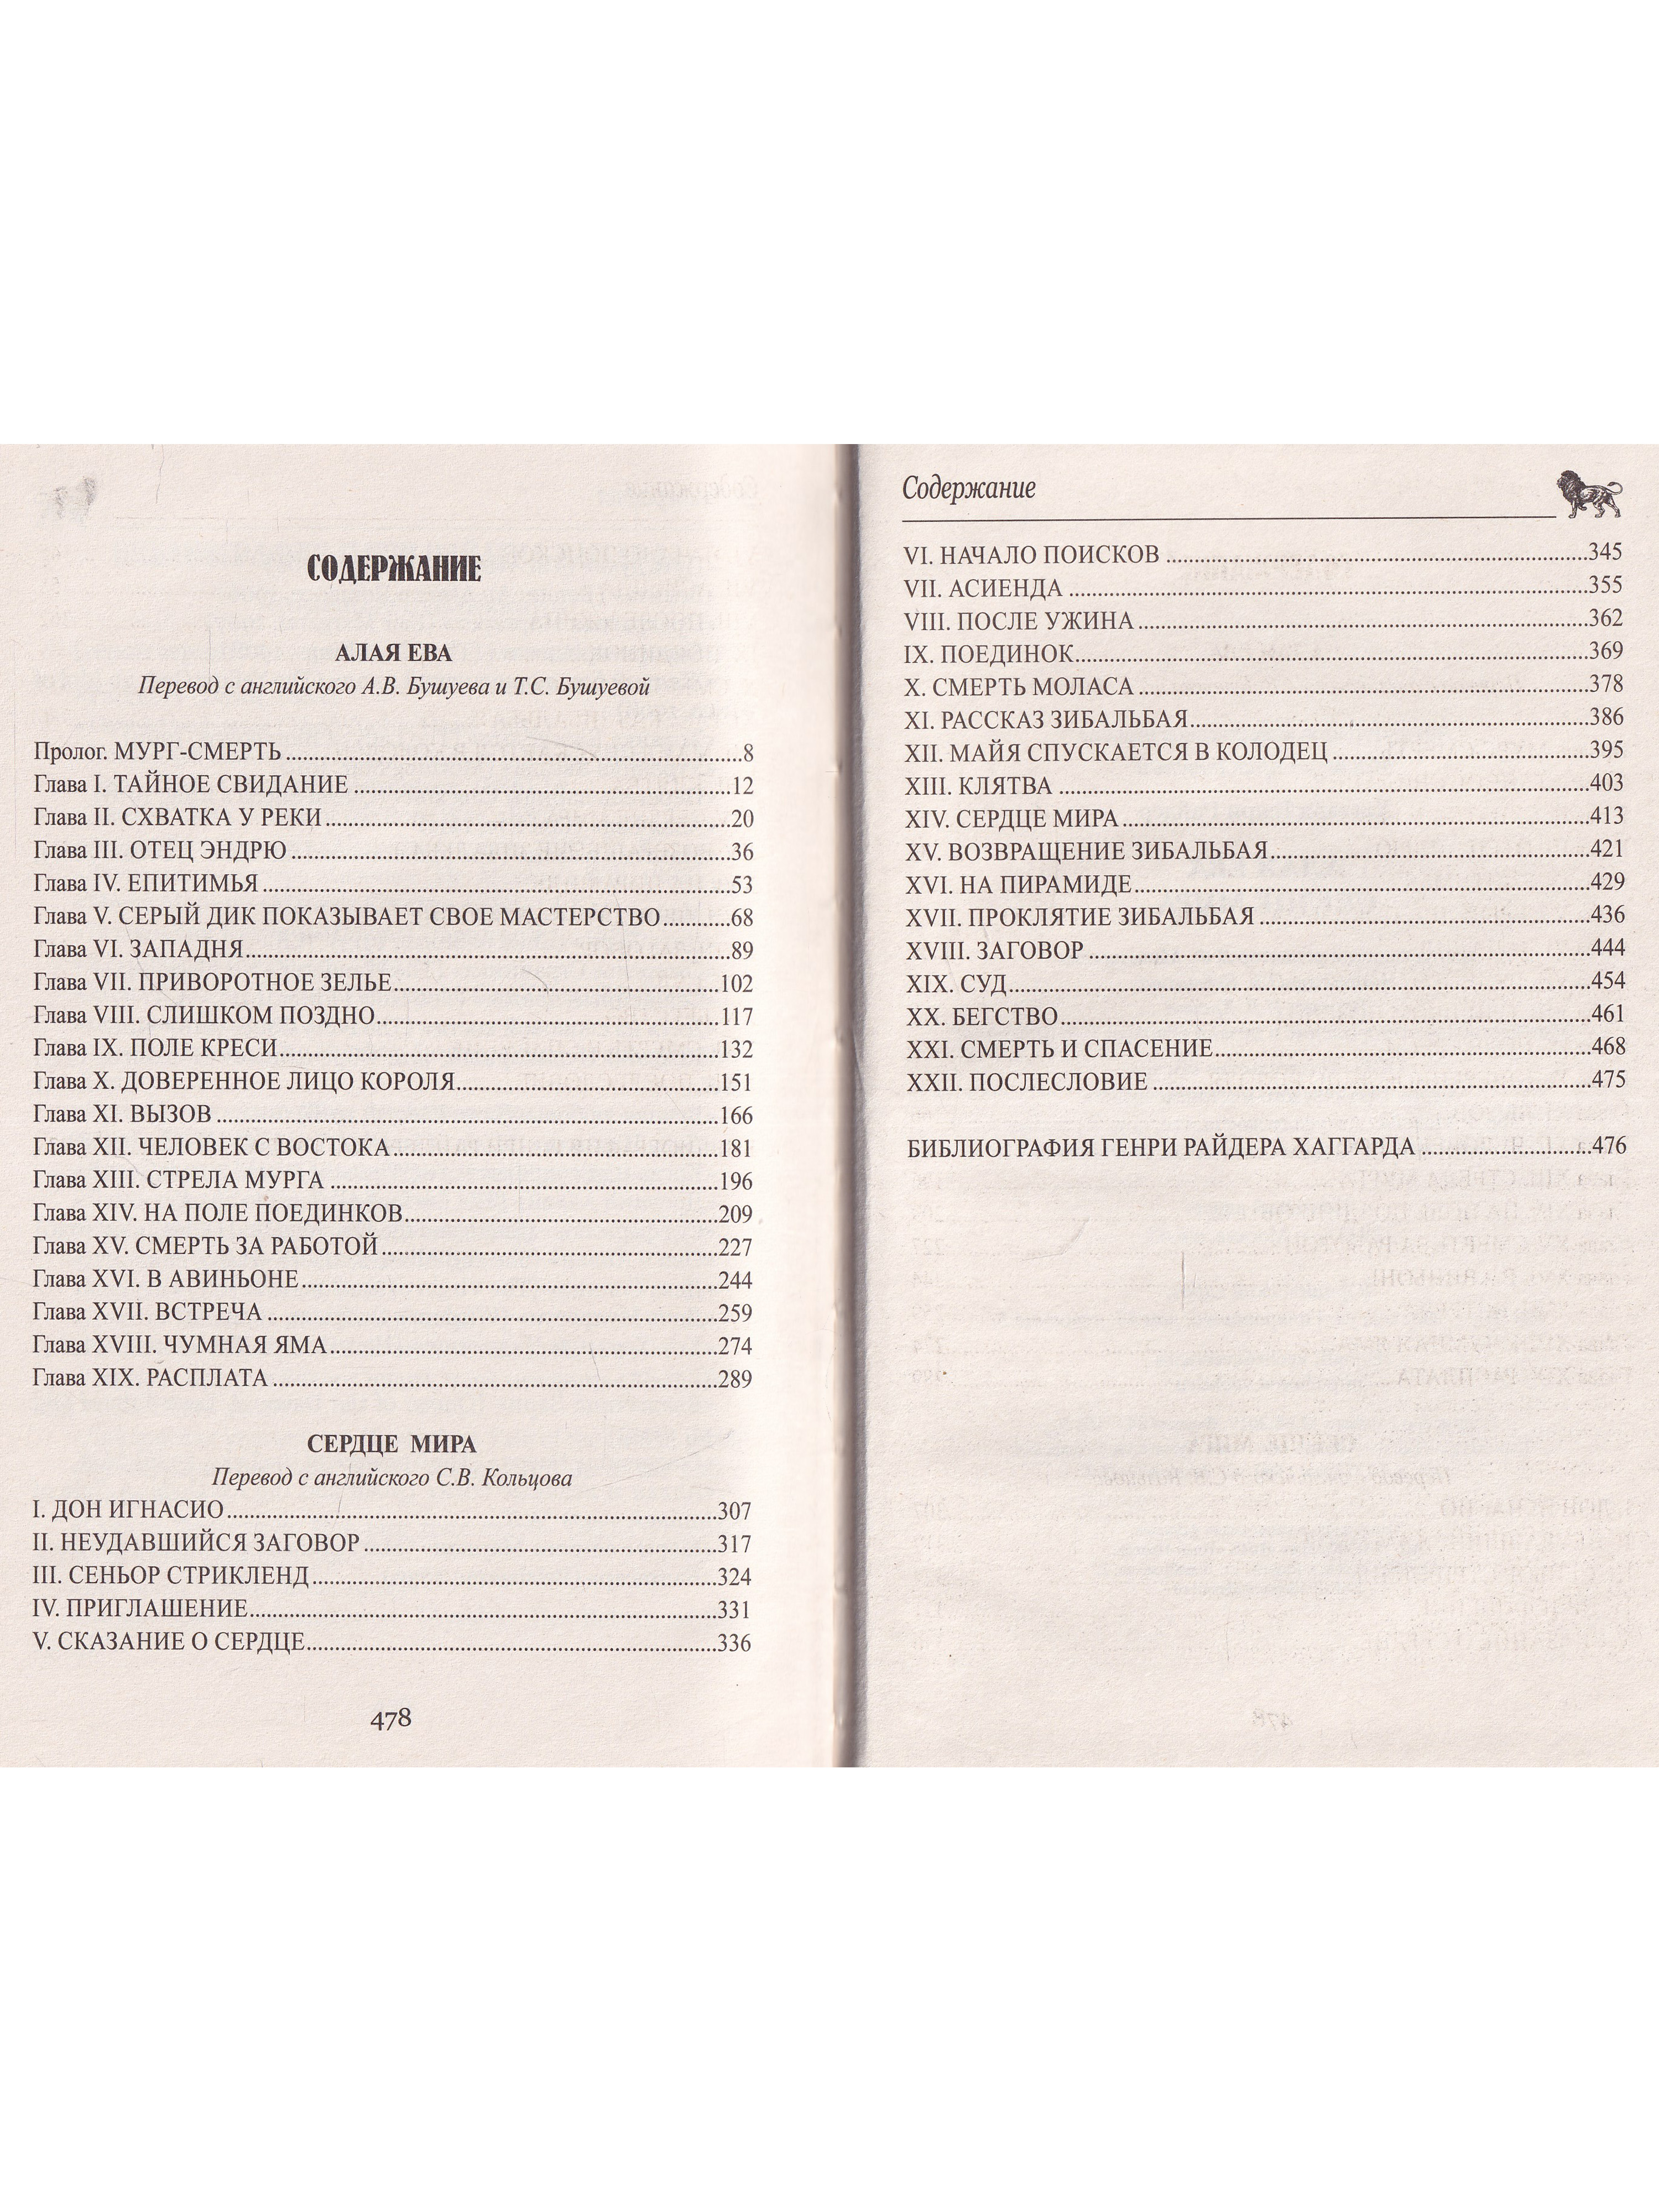 СОДЕРЖАНИЕ
АЛАЯ ЕВА
Перевод с английского А.В. Бушуева и Т.С. Бушуевой
Пролог. МУРГ-СМЕРТЬ ....................8
Глава I. ТАЙНОЕ СВИДАНИЕ ....................12
Глава II. СХВАТКА У РЕКИ ....................20
Глава III. ОТЕЦ ЭНДРЮ ....................36
Глава IV. ЕПИТИМЬЯ ....................53
Глава V. СЕРЫЙ ДИК ПОКАЗЫВАЕТ СВОЕ МАСТЕРСТВО..........68
Глава VI. ЗАПАДНЯ....................89
Глава VII. ПРИВОРОТНОЕ ЗЕЛЬЕ....................102
Глава VIII. СЛИШКОМ ПОЗДНО....................117
Глава IX. ПОЛЕ КРЕСИ....................132
Глава X. ДОВЕРЕННОЕ ЛИЦО КОРОЛЯ....................151
Глава XI. ВЫЗОВ ....................166
Глава XII. ЧЕЛОВЕК С ВОСТОКА....................181
Глава XIII. СТРЕЛА МУРГА ....................196
Глава XIV. НА ПОЛЕ ПОЕДИНКОВ....................209
Глава XV. СМЕРТЬ ЗА РАБОТОЙ ....................227
Глава XVI. В АВИНЬОНЕ....................244
Глава XVII. ВСТРЕЧА ....................259
Глава XVIII. ЧУМНАЯ ЯМА....................274
Глава XIX. РАСПЛАТА ....................289
СЕРДЦЕ МИРА
Перевод с английского С.В. Кольцова
I. ДОН ИГНАСИО....................307
II. НЕУДАВШИЙСЯ ЗАГОВОР ....................317
III. СЕНЬОР СТРИКЛЕНД....................324
IV. ПРИГЛАШЕНИЕ....................331
V. СКАЗАНИЕ О СЕРДЦЕ....................336
478
Содержание
VI. НАЧАЛО ПОИСКОВ ....................345
VII. АСИЕНДА ....................355
VIII. ПОСЛЕ УЖИНА ....................362
IX. ПОЕДИНОК....................369
X. СМЕРТЬ МОЛАСА ....................378
XI. РАССКАЗ ЗИБАЛЬБАЯ....................386
XII. МАЙЯ СПУСКАЕТСЯ В КОЛОДЕЦ ....................395
XIII. КЛЯТВА ....................403
XIV. СЕРДЦЕ МИРА ....................413
XV. ВОЗВРАЩЕНИЕ ЗИБАЛЬБАЯ....................421
XVI. НА ПИРАМИДЕ....................429
XVII. ПРОКЛЯТИЕ ЗИБАЛЬБАЯ ....................436
XVIII. ЗАГОВОР ....................444
XIX. СУД....................454
XX. БЕГСТВО....................461
XXI. СМЕРТЬ И СПАСЕНИЕ....................468
XXII. ПОСЛЕСЛОВИЕ ....................475
БИБЛИОГРАФИЯ ГЕНРИ РАЙДЕРА ХАГГАРДА ....................476